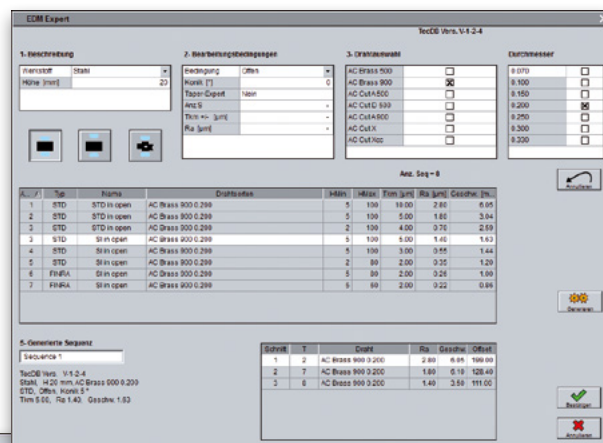 EDM Expert
TecDB Vers. V-1-2-4
1- Beschreibung
2- Bearbeitungsbedingungen
3- Drahtauswahl
Durchmesser
Werkstoff Stahl
Höhe [mm] 20
Bedingung Offen
Konik [°] 0
Taper-Expert Nein
Anz S -
Tkm +- [µm] -
Ra [µm] -
AC Brass 500
AC Brass 900
AC Cut A 500
AC Cut D 500
AC Cut A 900
AC Cut X
AC Cut Xcc
0.070
0.100
0.150
0.200
0.250
0.300
0.330
Anz. Seq = 8
Annulieren
A... / Typ Name Drahtsorten HMin HMax Tkm [µm] Ra [µm] Geschw. [m...
1 STD STD in open AC Brass 900 0.200 5 100 10.00 2.80 6.05
2 STD STD in open AC Brass 900 0.200 5 100 5.00 1.80 3.04
2 STD STD in open AC Brass 900 0.200 2 100 4.00 0.70 2.50
3 STD St in open AC Brass 900 0.200 5 100 5.00 1.40 1.63
4 STD St in open AC Brass 900 0.200 5 100 3.00 0.55 1.44
5 STD St in open AC Brass 900 0.200 2 80 2.00 0.35 1.20
6 FINRA St in open AC Brass 900 0.200 5 80 2.00 0.26 1.00
7 FINRA St in open AC Brass 900 0.200 5 60 2.00 0.22 0.86
Generieren
5- Generierte Sequenz
Sequence 1
TecDB Vers. V-1-2-4
Stahl, H 20 mm, AC Brass 900 0.200
STD, Offen, Konik 5 °
Tkm 5.00, Ra 1.40, Geschw. 1.63
Schnitt T Draht Ra Geschw. Offset
1 2 AC Brass 900 0.200 2.80 6.05 199.00
2 7 AC Brass 900 0.200 1.80 6.10 128.40
3 8 AC Brass 900 0.200 1.40 3.50 111.00
Bestätigen
Annulieren